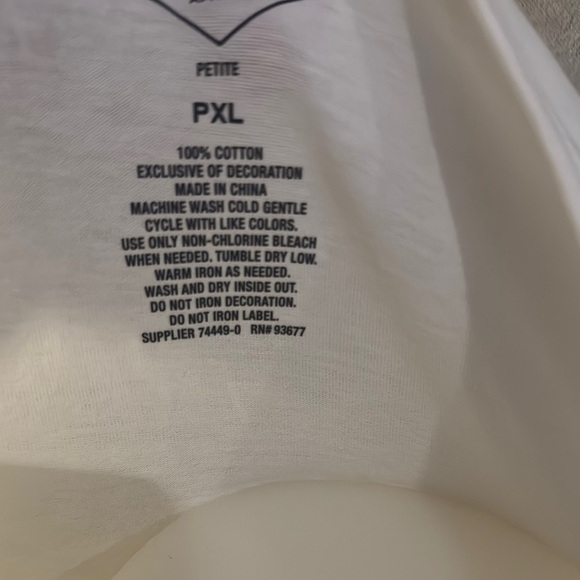 PETITE
PXL
100% COTTON
EXCLUSIVE OF DECORATION
MADE IN CHINA
MACHINE WASH COLD GENTLE
CYCLE WITH LIKE COLORS.
USE ONLY NON-CHLORINE BLEACH
WHEN NEEDED. TUMBLE DRY LOW.
WARM IRON AS NEEDED.
WASH AND DRY INSIDE OUT.
DO NOT IRON DECORATION.
DO NOT IRON LABEL.
SUPPLIER 74449-0 RN# 93677